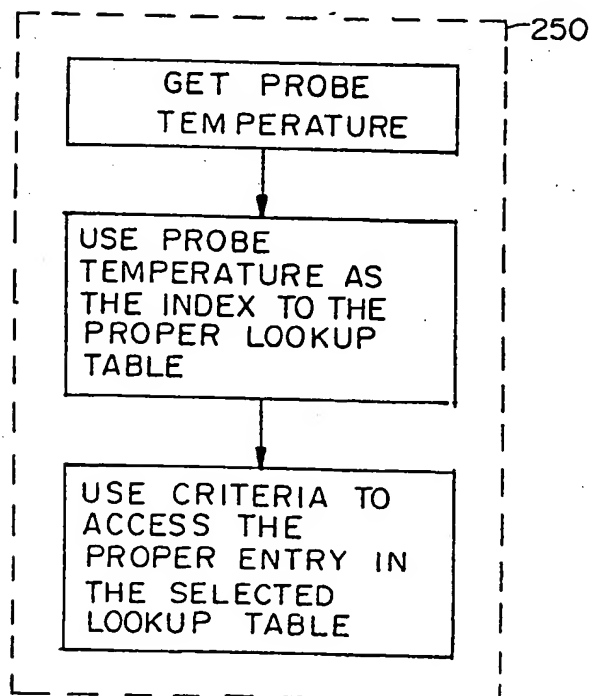 250
GET PROBE
TEMPERATURE
USE PROBE
TEMPERATURE AS
THE INDEX TO THE
PROPER LOOKUP
TABLE
USE CRITERIA TO
ACCESS THE
PROPER ENTRY IN
THE SELECTED
LOOKUP TABLE